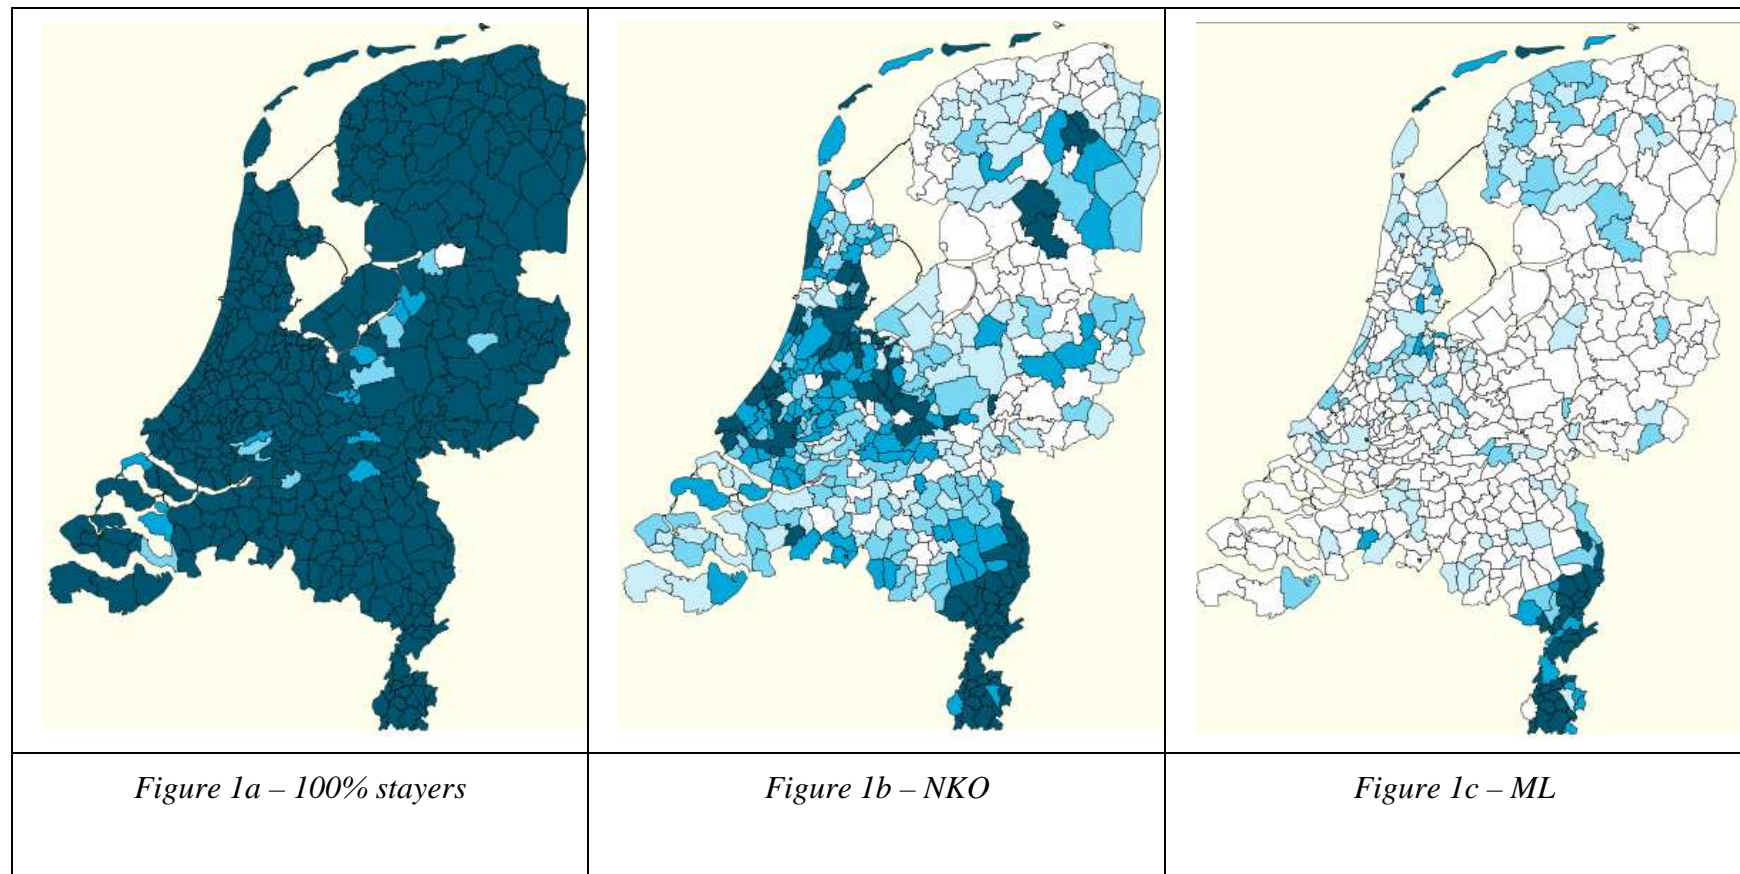 Figure 1a – 100% stayers
Figure 1b – NKO
Figure 1c – ML